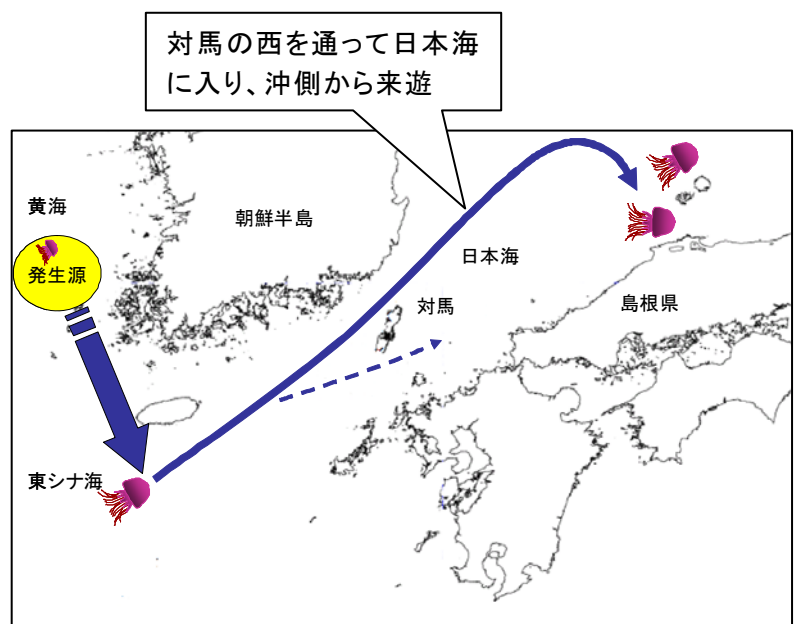 対馬の西を通って日本海
に入り、沖側から来遊
黄海
朝鮮半島
発生源
日本海
対馬
島根県
東シナ海